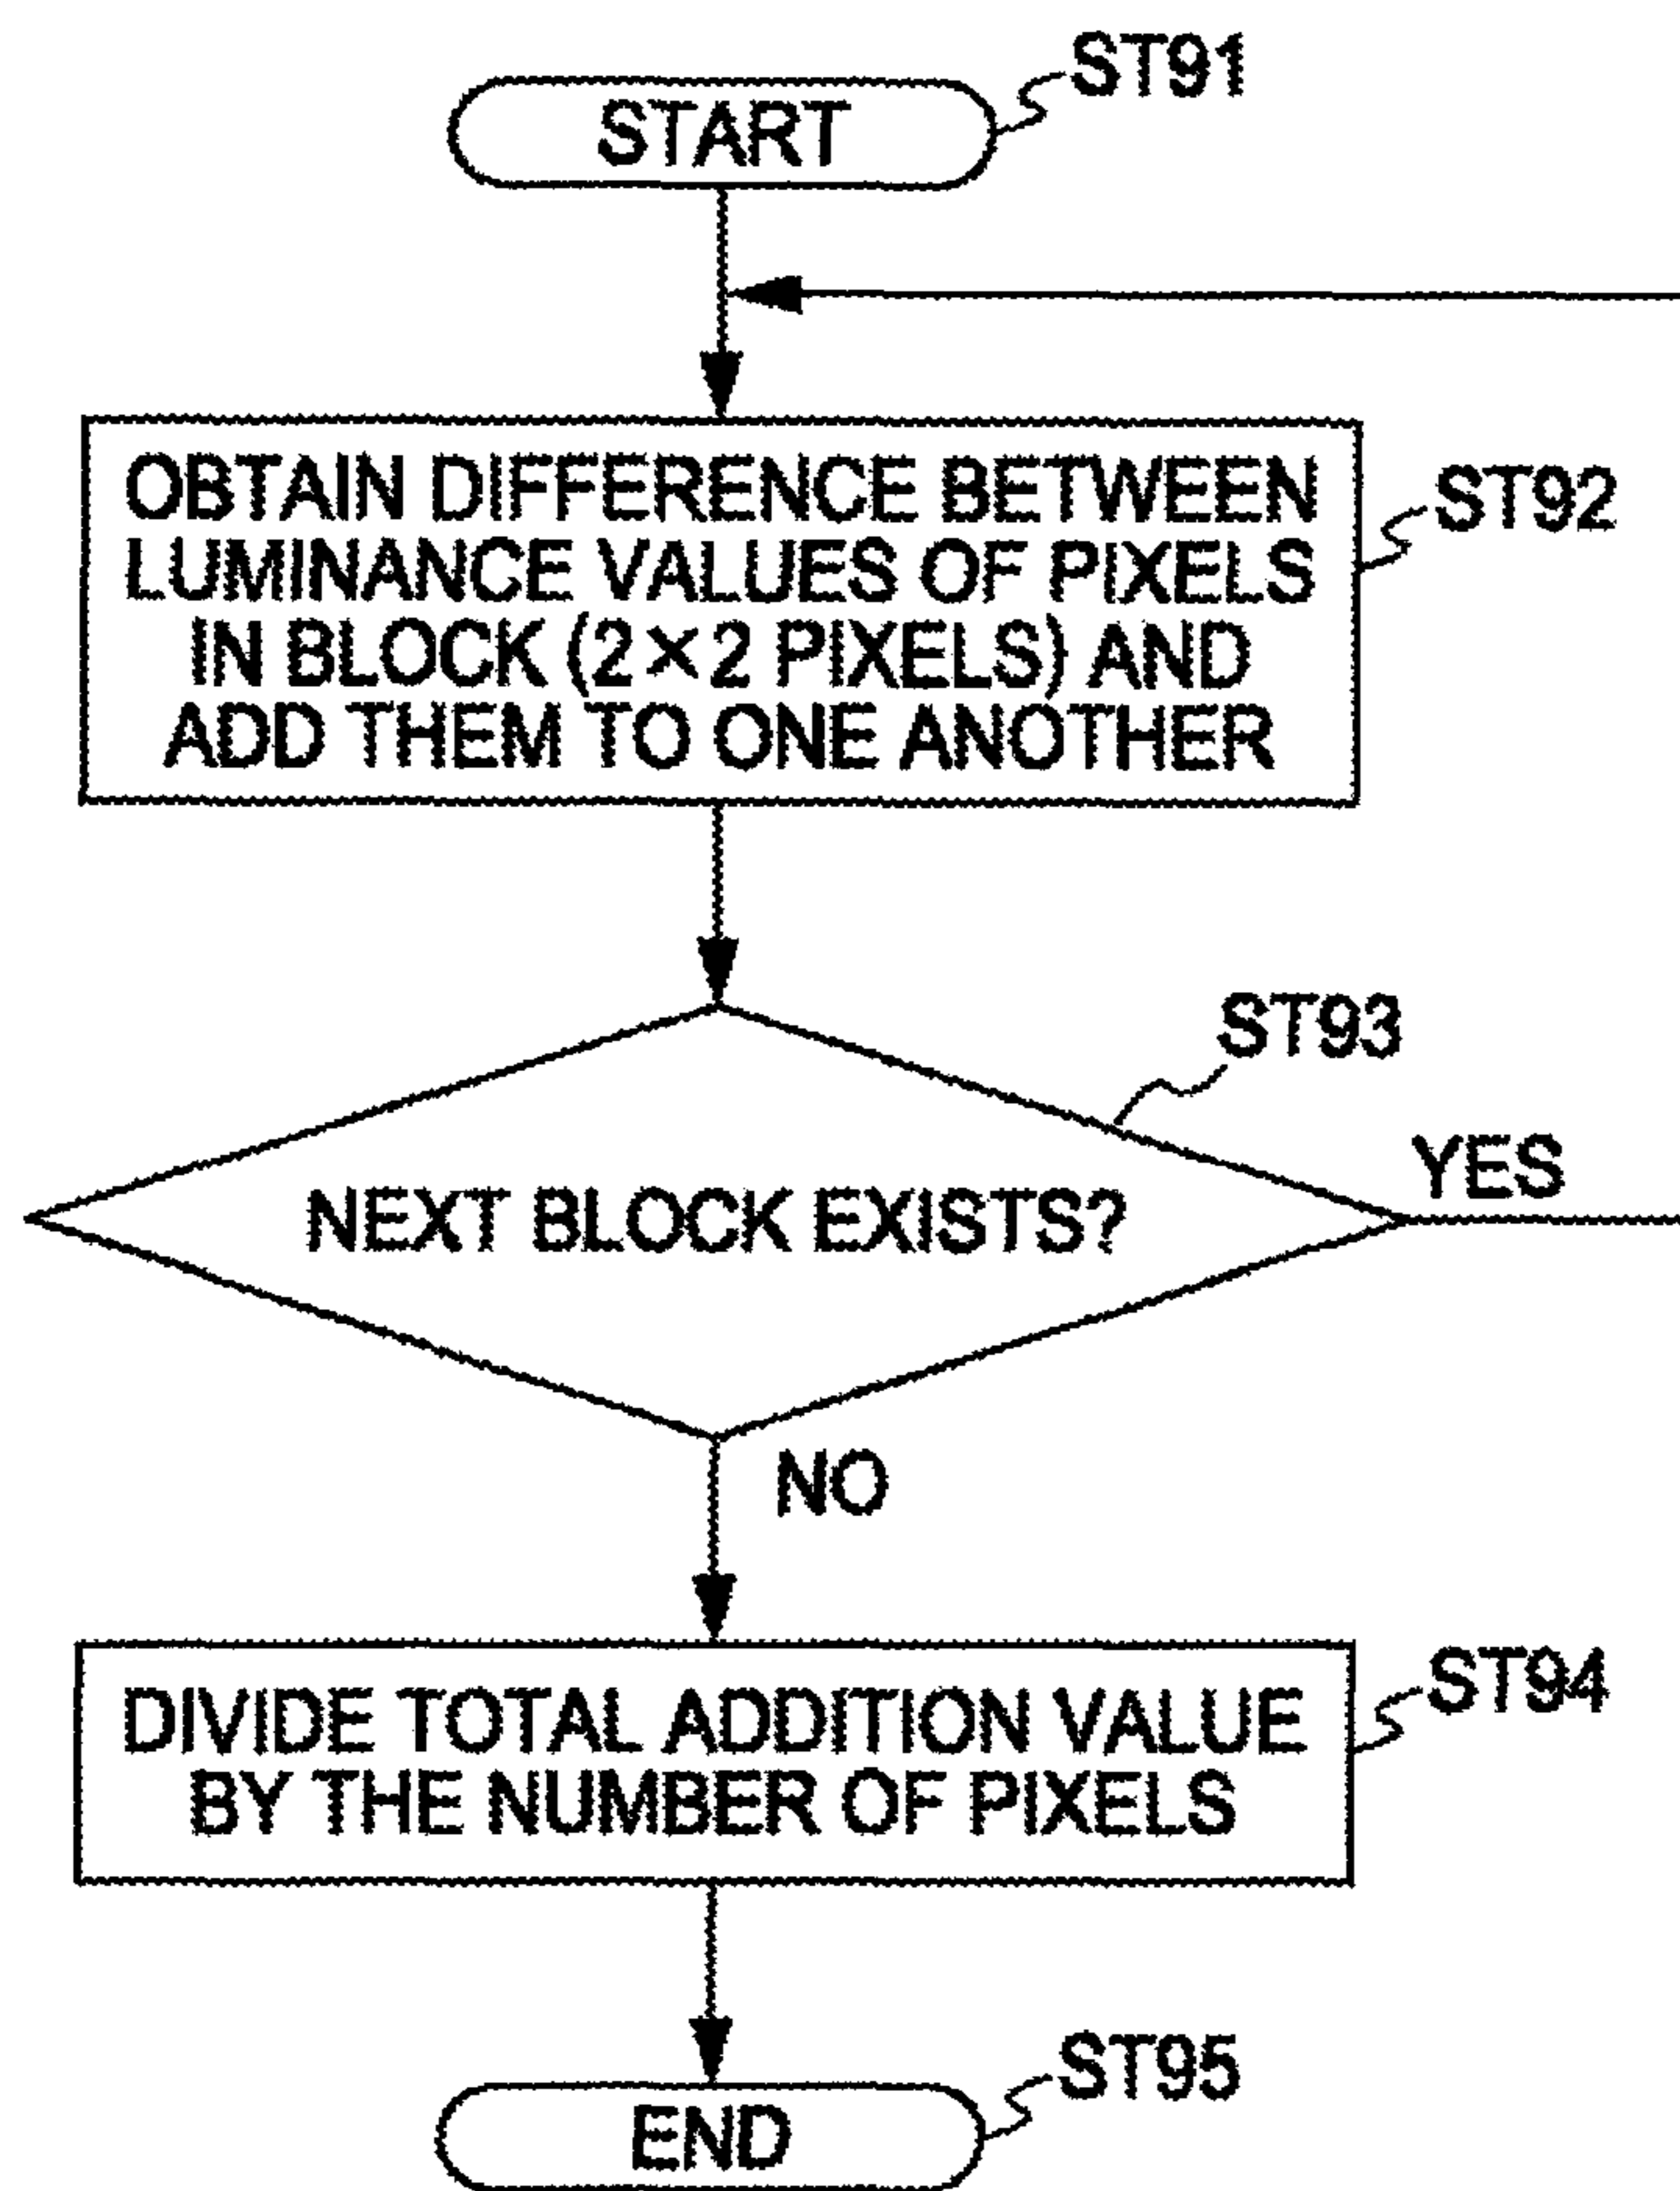 ST91
START
OBTAIN DIFFERENCE BETWEEN
LUMINANCE VALUES OF PIXELS
IN BLOCK (2×2 PIXELS) AND
ADD THEM TO ONE ANOTHER
ST92
ST93
NEXT BLOCK EXISTS?
YES
NO
DIVIDE TOTAL ADDITION VALUE
BY THE NUMBER OF PIXELS
ST94
END
ST95